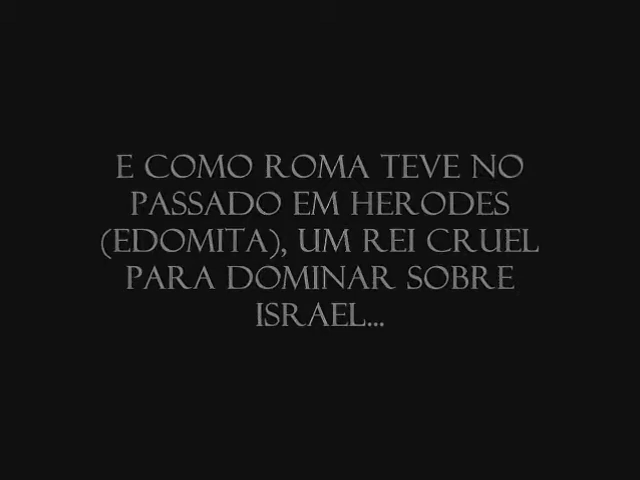 E COMO ROMA TEVE NO
PASSADO EM HERODES
(EDOMITA), UM REI CRUEL
PARA DOMINAR SOBRE
ISRAEL...